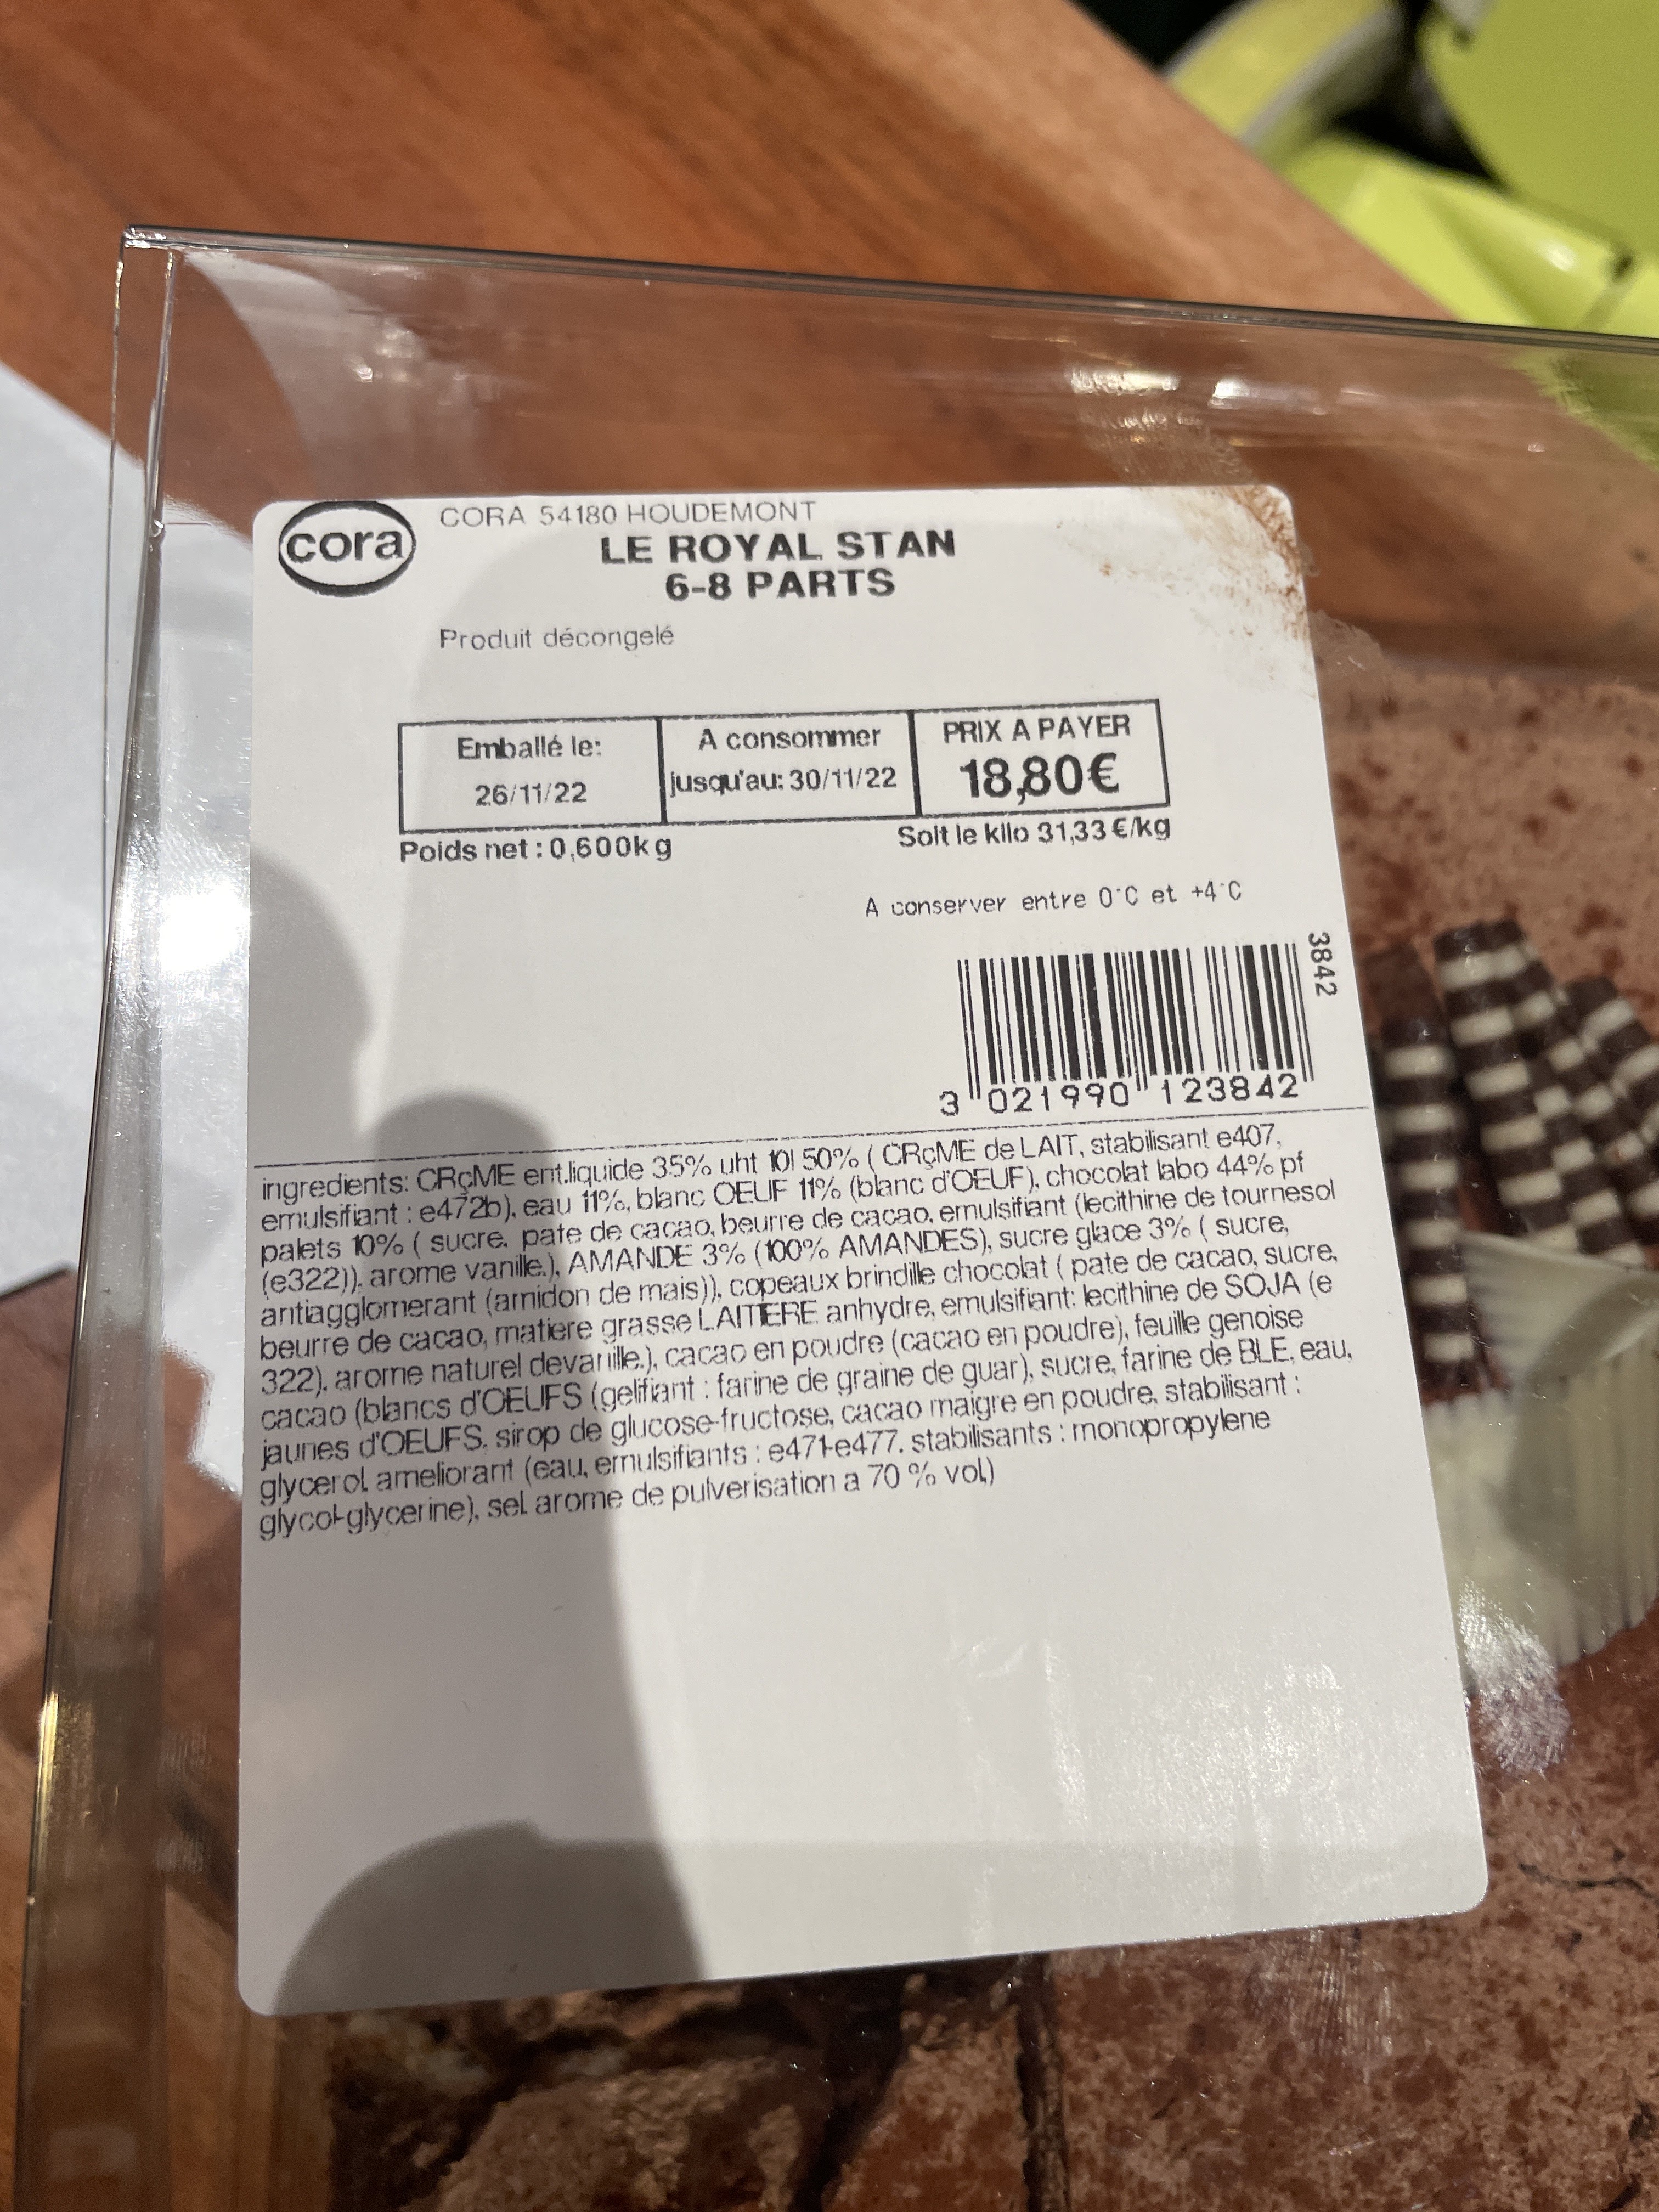 cora
CORA 54180 HOUDEMONT
LE ROYAL STAN
6-8 PARTS
Produit décongelé
Emballé le:
26/11/22
A consommer
jusqu'au: 30/11/22
PRIX A PAYER
18,80€
Poids net : 0,600kg
Soit le kilo 31,33 €/kg
A conserver entre 0°C et +4°C
3842
3 021990 123842
ingredients: CRçME ent.liquide 35% uht 10l 50% ( CRçME de LAIT, stabilisant e407,
emulsifiant : e472b), eau 11%, blanc OEUF 11% (blanc d'OEUF), chocolat labo 44% pf
palets 10% ( sucre. pate de cacao, beurre de cacao, emulsifiant (lecithine de tournesol
(e322)), arome vanille.), AMANDE 3% (100% AMANDES), sucre glace 3% ( sucre,
antiagglomerant (amidon de mais)), copeaux brindille chocolat ( pate de cacao, sucre,
beurre de cacao, matiere grasse LAITIERE anhydre, emulsifiant: lecithine de SOJA (e
322), arome naturel devanille.), cacao en poudre (cacao en poudre), feuille genoise
cacao (blancs d'OEUFS (gelifiant : farine de graine de guar), sucre, farine de BLE, eau,
jaunes d'OEUFS, sirop de glucose-fructose, cacao maigre en poudre, stabilisant :
glycerol, ameliorant (eau, emulsifiants : e471-e477. stabilisants : monopropylene
glycol-glycerine), sel, arome de pulverisation a 70 % vol.)